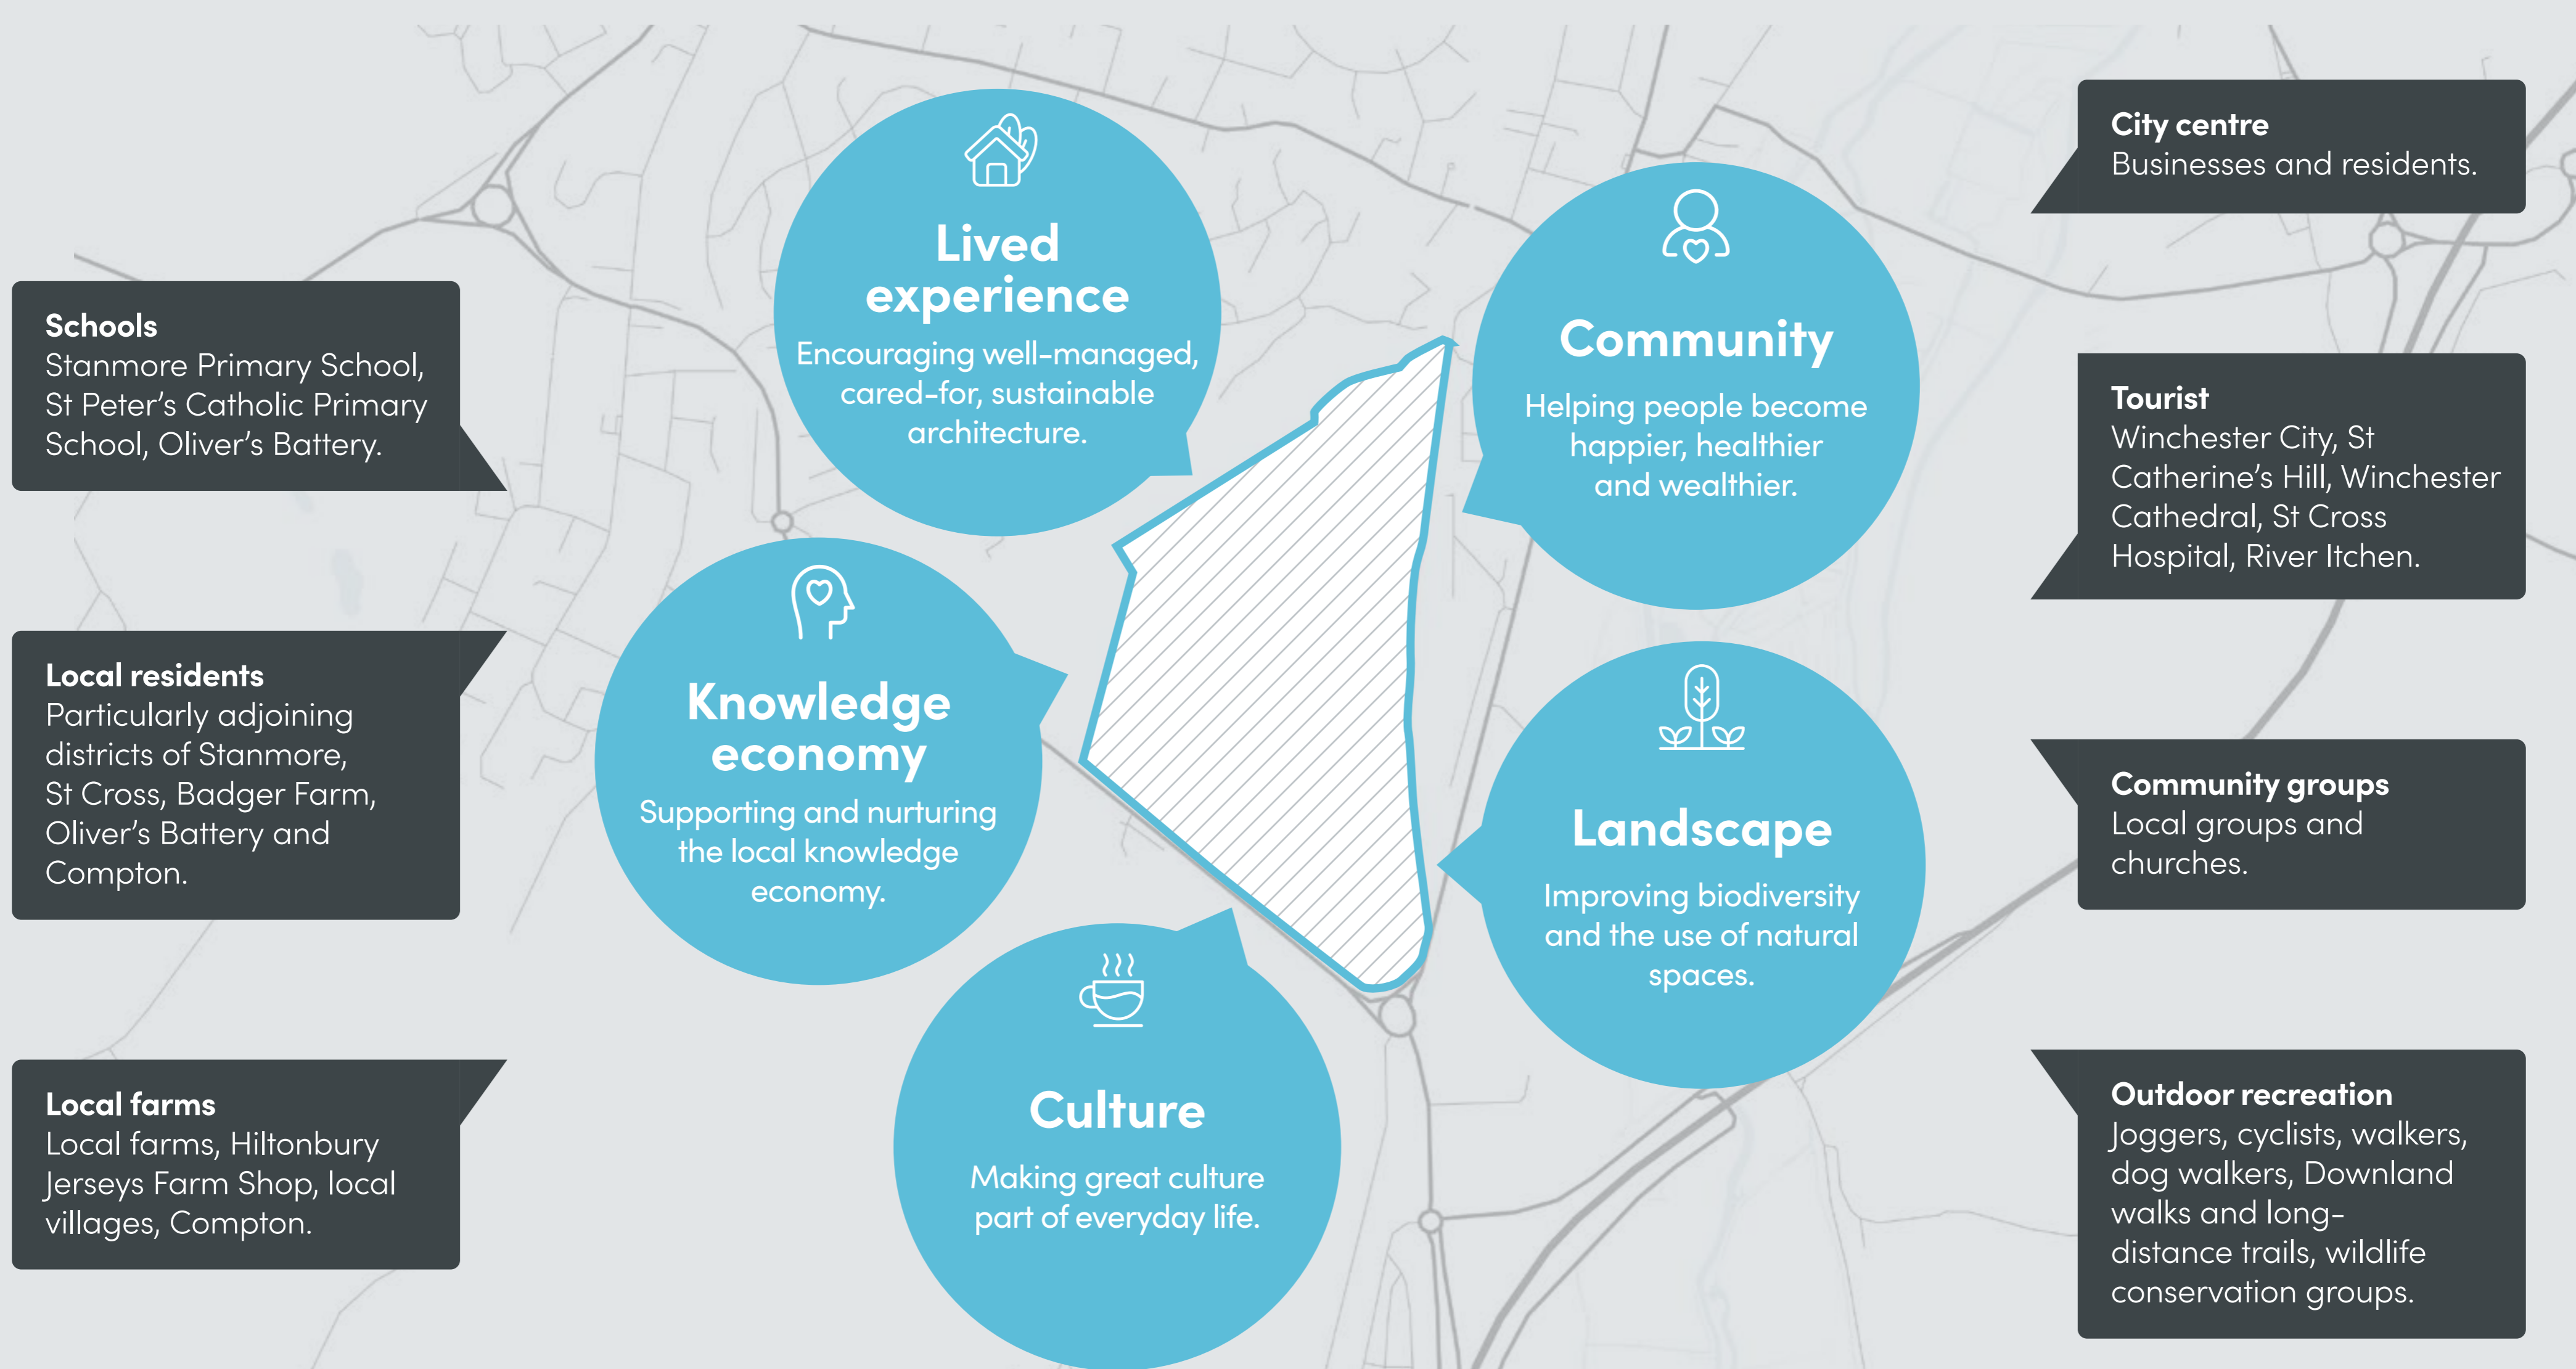 Lived
experience
Encouraging well-managed,
cared-for, sustainable
architecture.
Community
Helping people become
happier, healthier
and wealthier.
Knowledge
economy
Supporting and nurturing
the local knowledge
economy.
Landscape
Improving biodiversity
and the use of natural
spaces.
Culture
Making great culture
part of everyday life.
Schools
Stanmore Primary School,
St Peter’s Catholic Primary
School, Oliver’s Battery.
Local residents
Particularly adjoining
districts of Stanmore,
St Cross, Badger Farm,
Oliver’s Battery and
Compton.
Local farms
Local farms, Hiltonbury
Jerseys Farm Shop, local
villages, Compton.
City centre
Businesses and residents.
Tourist
Winchester City, St
Catherine’s Hill, Winchester
Cathedral, St Cross
Hospital, River Itchen.
Community groups
Local groups and
churches.
Outdoor recreation
Joggers, cyclists, walkers,
dog walkers, Downland
walks and long-
distance trails, wildlife
conservation groups.